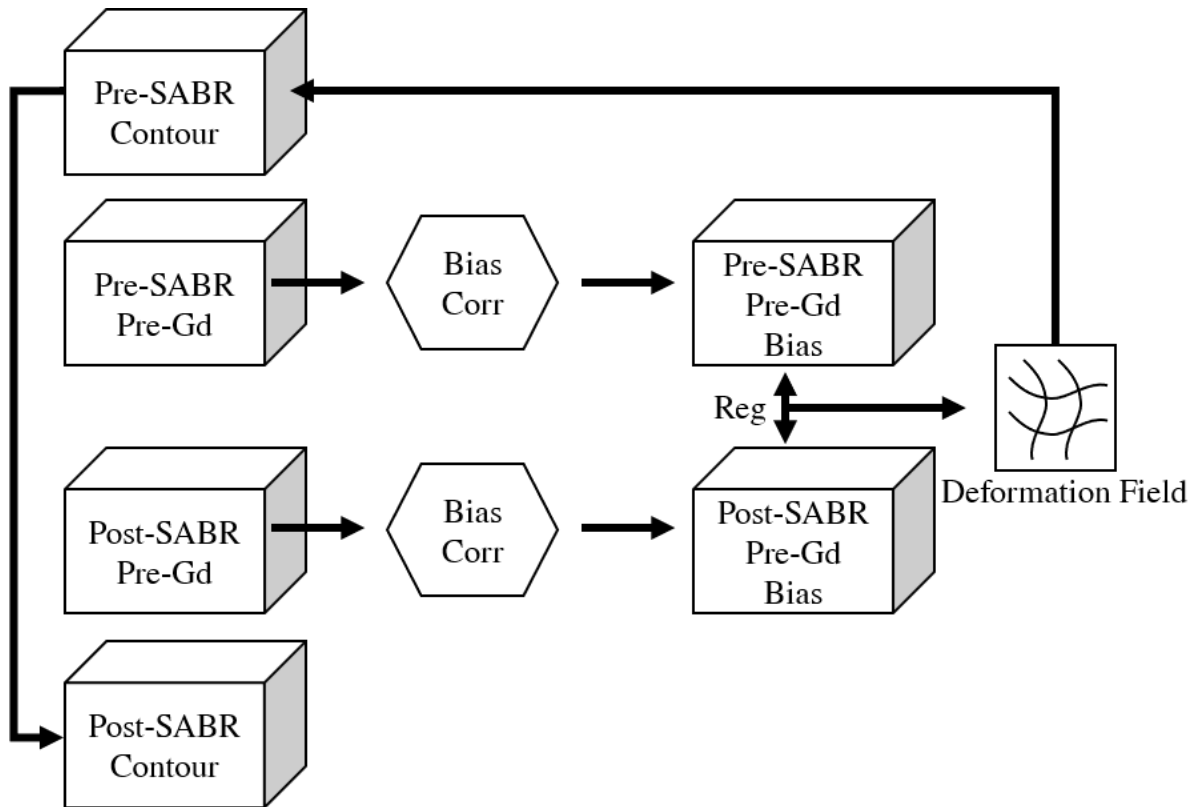 Pre-SABR
Contour
Pre-SABR
Pre-Gd
Bias
Corr
Pre-SABR
Pre-Gd
Bias
Reg
Deformation Field
Post-SABR
Pre-Gd
Bias
Corr
Post-SABR
Pre-Gd
Bias
Post-SABR
Contour